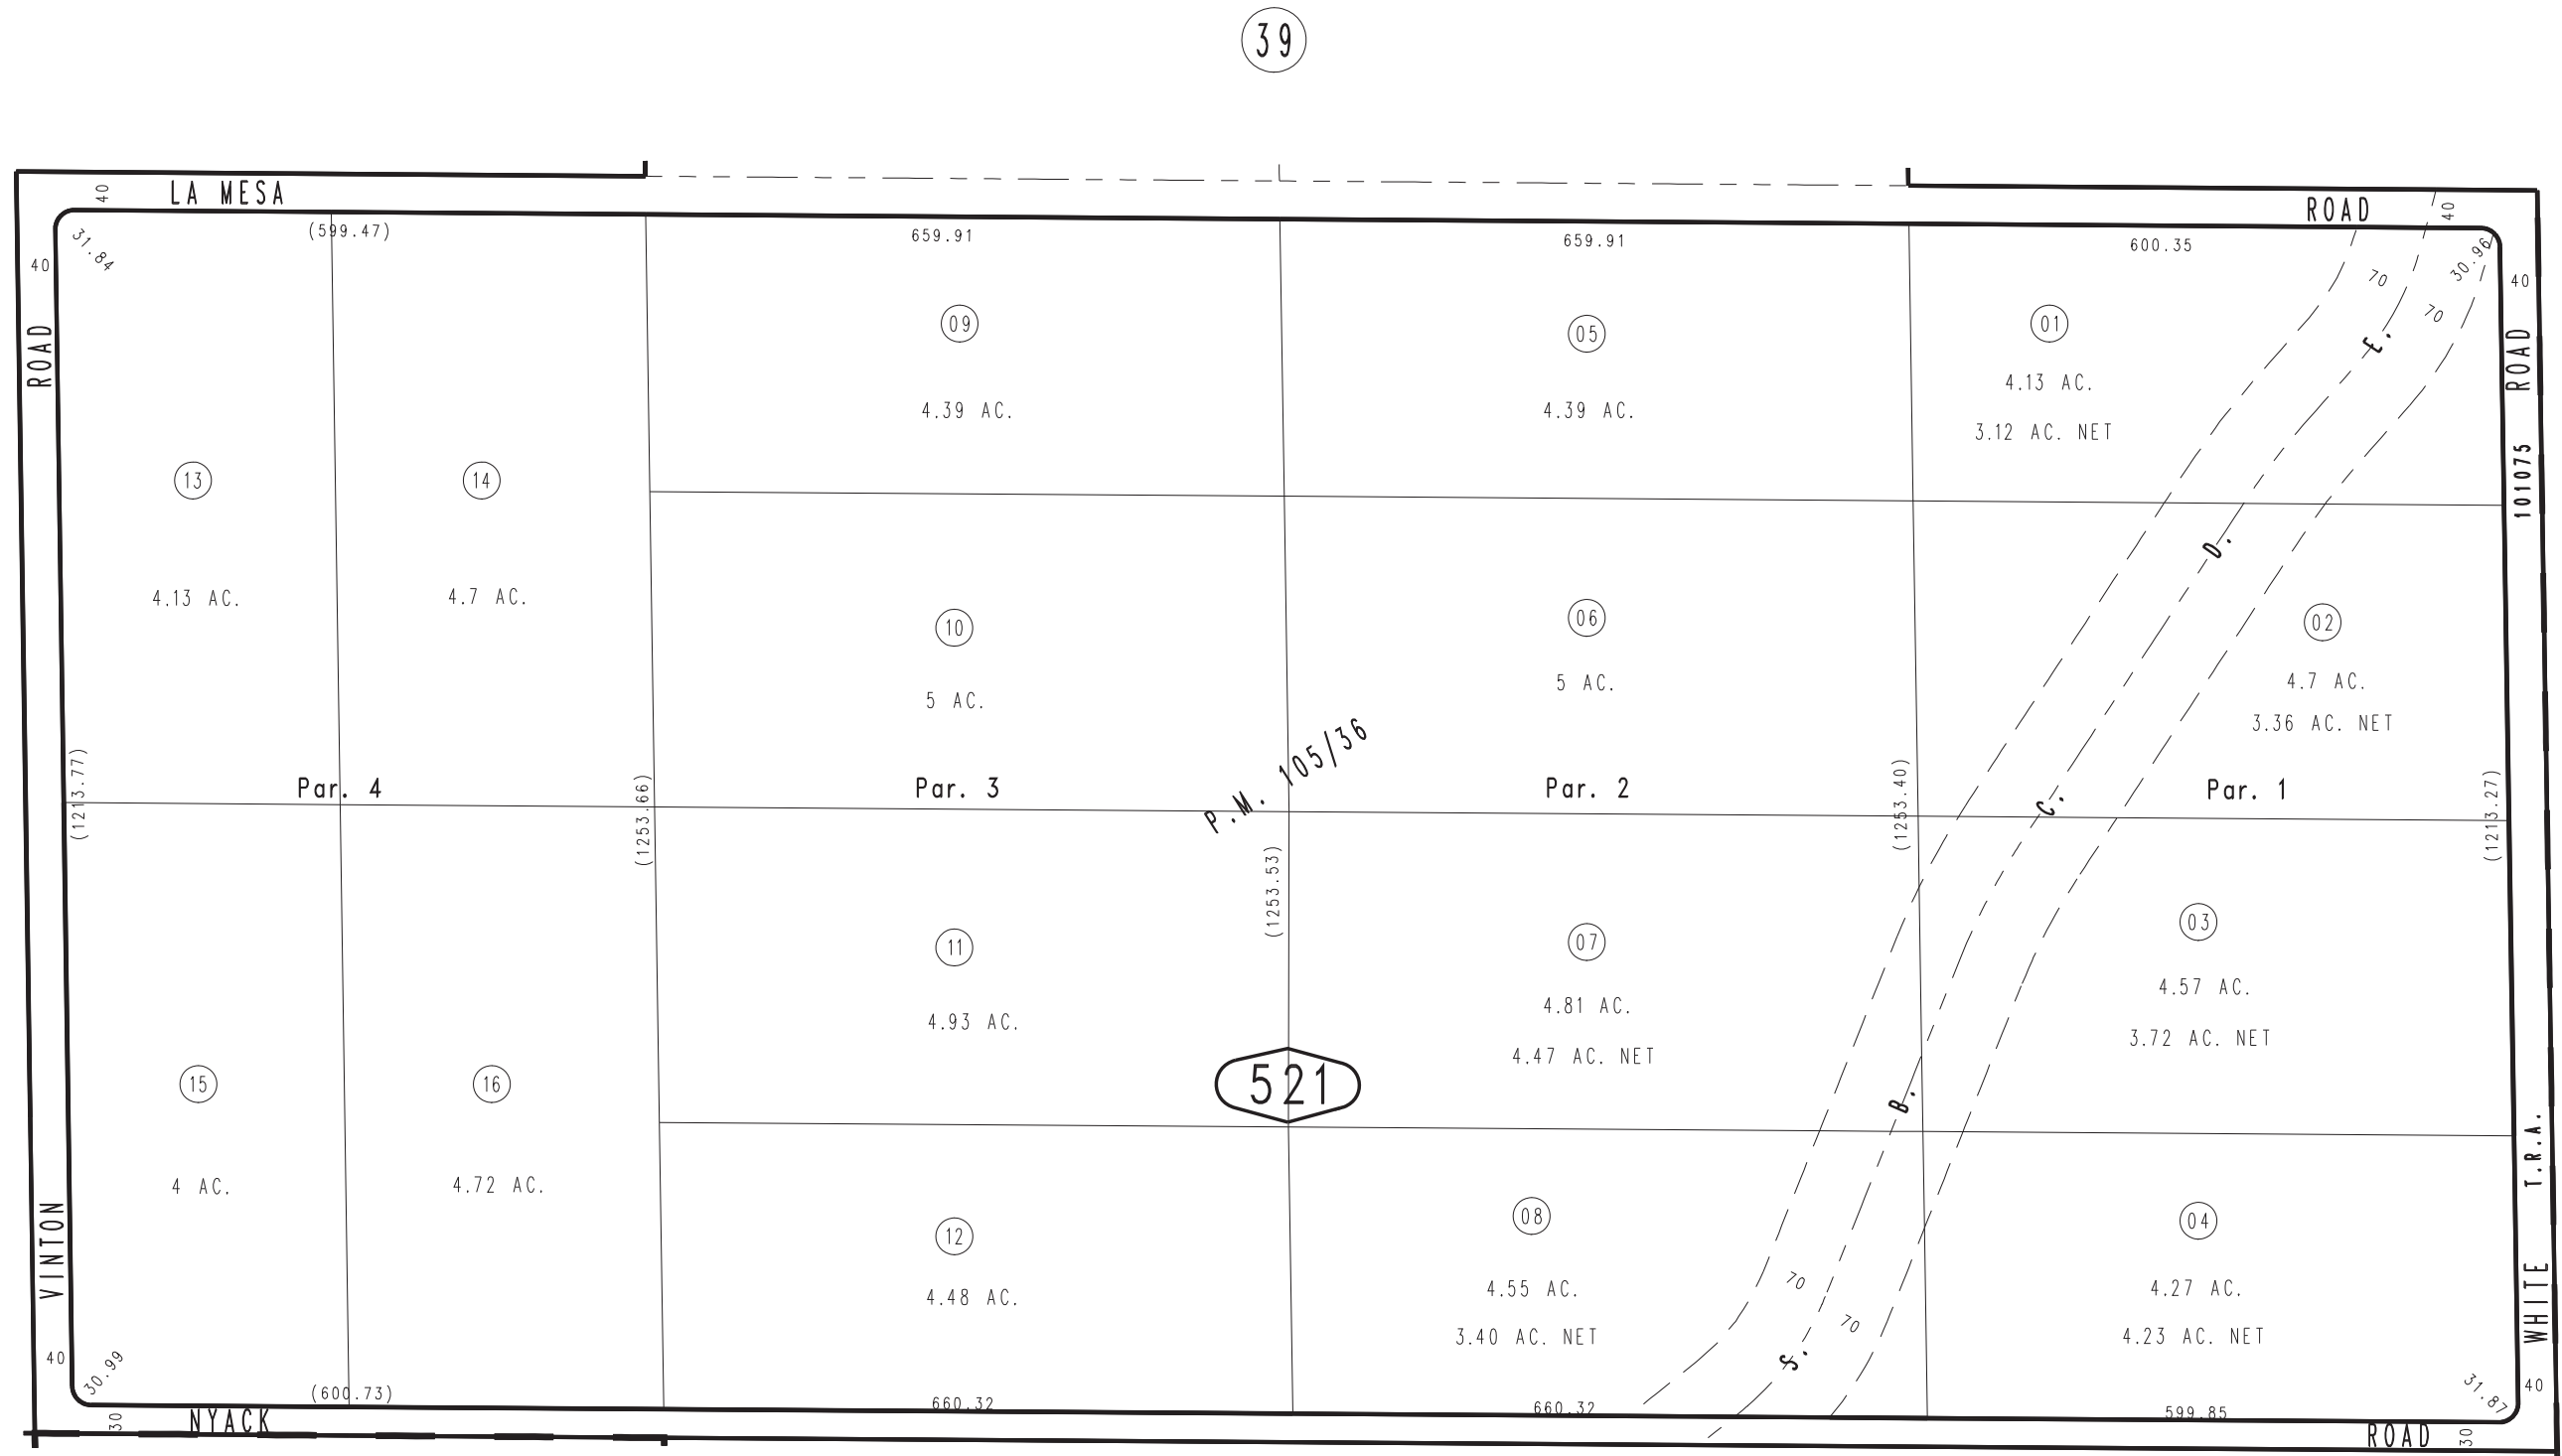 39
LA MESA
ROAD
40
40
(599.47)
659.91
659.91
600.35
31.84
30.96
40
40
70
70
ROAD
ROAD
09
05
01
4.39 AC.
4.39 AC.
4.13 AC.
3.12 AC. NET
E.
13
14
101075
D.
4.13 AC.
4.7 AC.
10
06
02
5 AC.
5 AC.
4.7 AC.
3.36 AC. NET
P.M. 105/36
Par. 4
Par. 3
Par. 2
Par. 1
C.
(1213.77)
(1253.66)
(1253.53)
(1253.40)
(1213.27)
11
07
03
4.93 AC.
4.81 AC.
4.57 AC.
4.47 AC. NET
3.72 AC. NET
15
16
521
B.
T.R.A.
4 AC.
4.72 AC.
12
08
04
4.48 AC.
4.55 AC.
4.27 AC.
3.40 AC. NET
4.23 AC. NET
VINTON
WHITE
70
70
S.
40
40
30.99
31.87
(600.73)
660.32
660.32
599.85
30
NYACK
ROAD
30